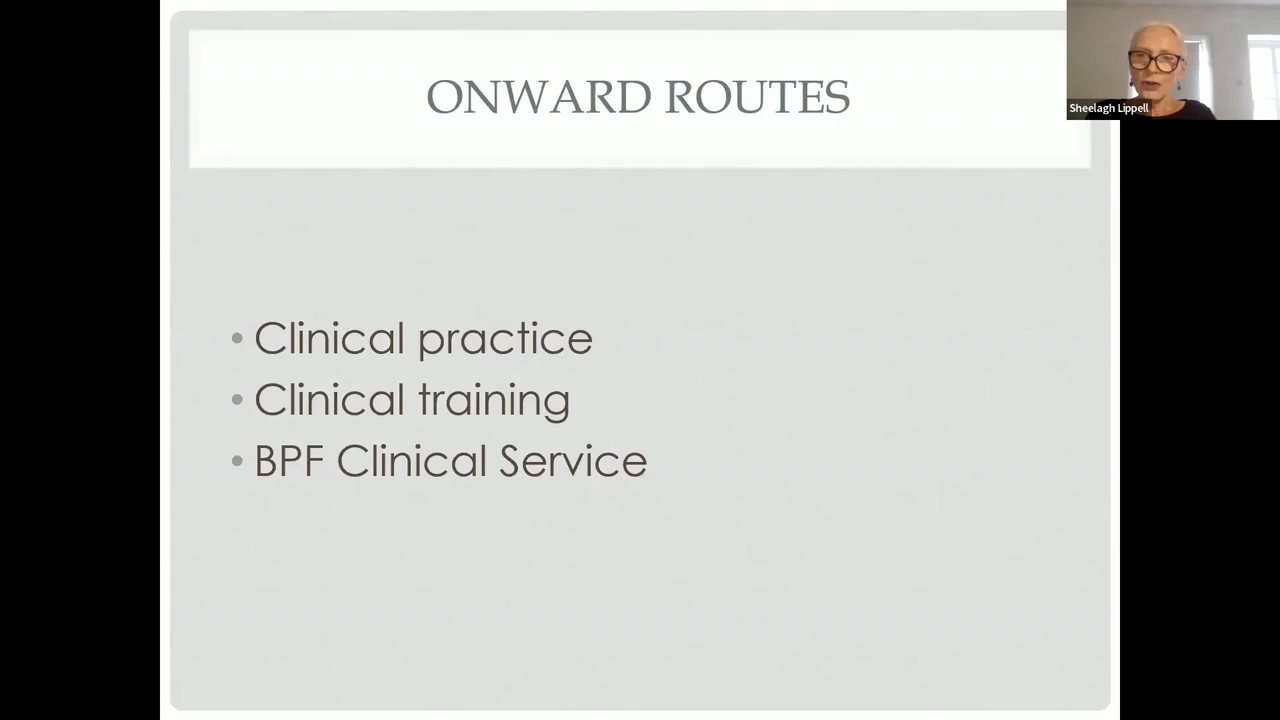 ONWARD ROUTES
Sheelagh Lippell
• Clinical practice
• Clinical training
• BPF Clinical Service